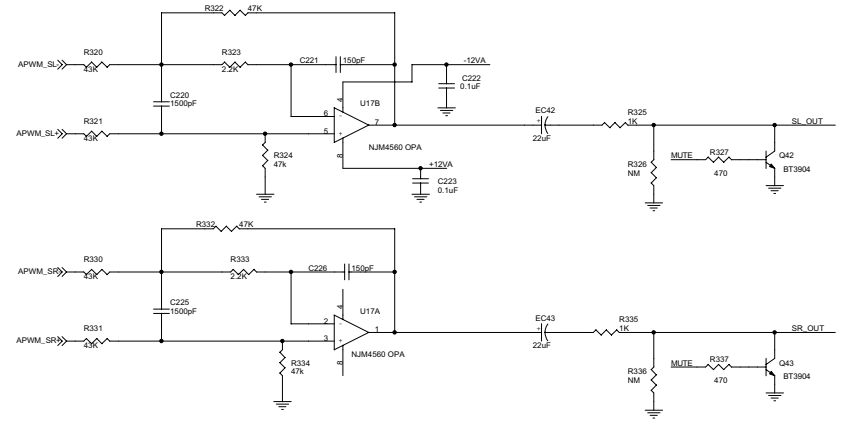 R322 47K
R320
APWM_SL-
43K
R323
2.2K
C221 150pF
-12VA
C222
0.1uF
C220
1500pF
4
U17B
6
-
7
5
+
R321
APWM_SL+
43K
8
NJM4560 OPA
R324
47k
+12VA
C223
0.1uF
EC42
+
22uF
R325
1K
SL_OUT
R326
NM
MUTE
R327
470
Q42
BT3904
R332 47K
R330
APWM_SR-
43K
R333
2.2K
C226 150pF
C225
1500pF
4
U17A
2
-
1
3
+
R331
APWM_SR+
43K
8
NJM4560 OPA
R334
47k
EC43
+
22uF
R335
1K
SR_OUT
R336
NM
MUTE
R337
470
Q43
BT3904